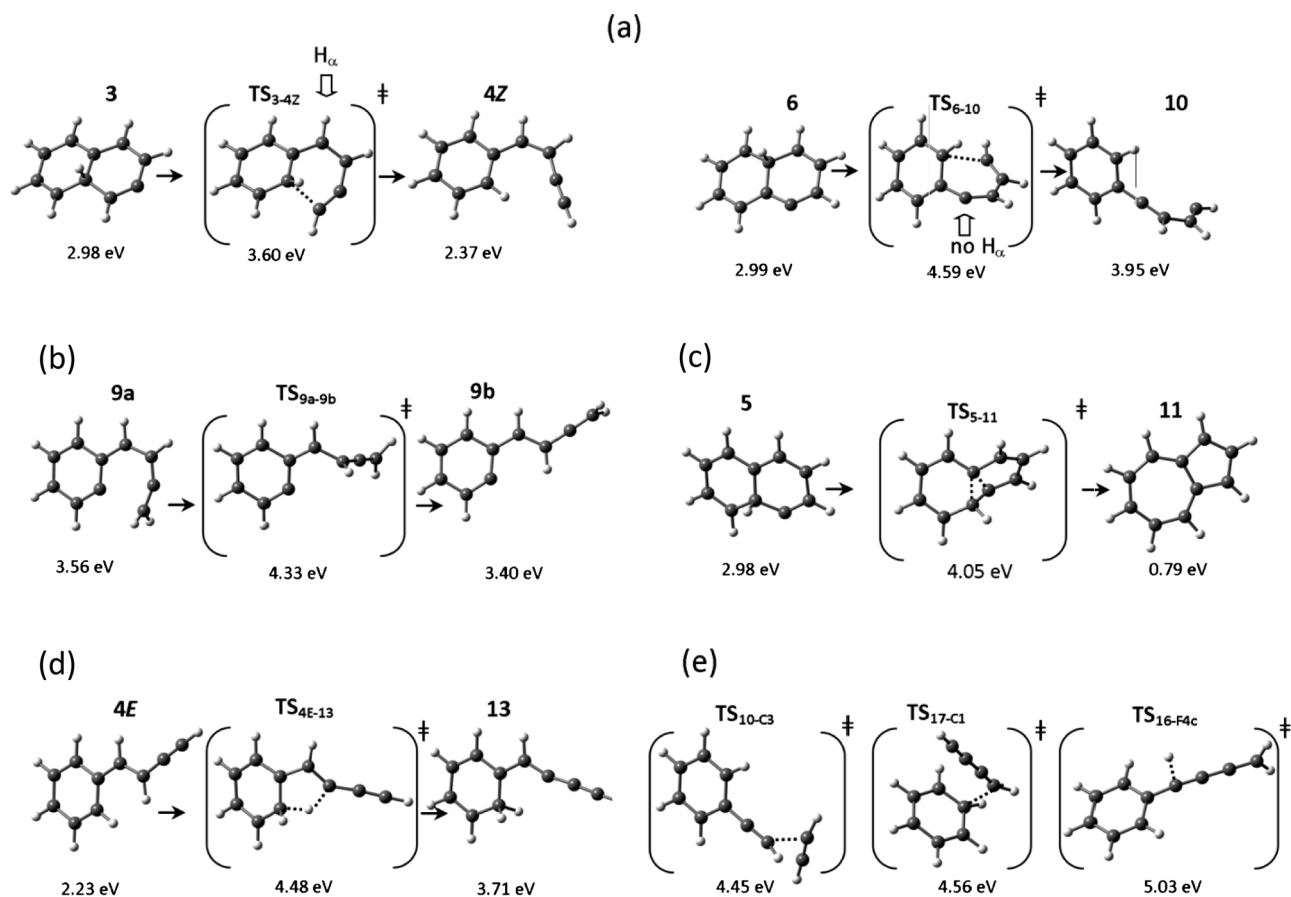 (a)
Hα
3 TS3-4Z ‡ 4Z
2.98 eV 3.60 eV 2.37 eV
6 TS6-10 ‡ 10
no Hα
2.99 eV 4.59 eV 3.95 eV
(b)
9a TS9a-9b ‡ 9b
3.56 eV 4.33 eV 3.40 eV
(c)
5 TS5-11 ‡ 11
2.98 eV 4.05 eV 0.79 eV
(d)
4E TS4E-13 ‡ 13
2.23 eV 4.48 eV 3.71 eV
(e)
TS10-C3 ‡ TS17-C1 ‡ TS16-F4c ‡
4.45 eV 4.56 eV 5.03 eV